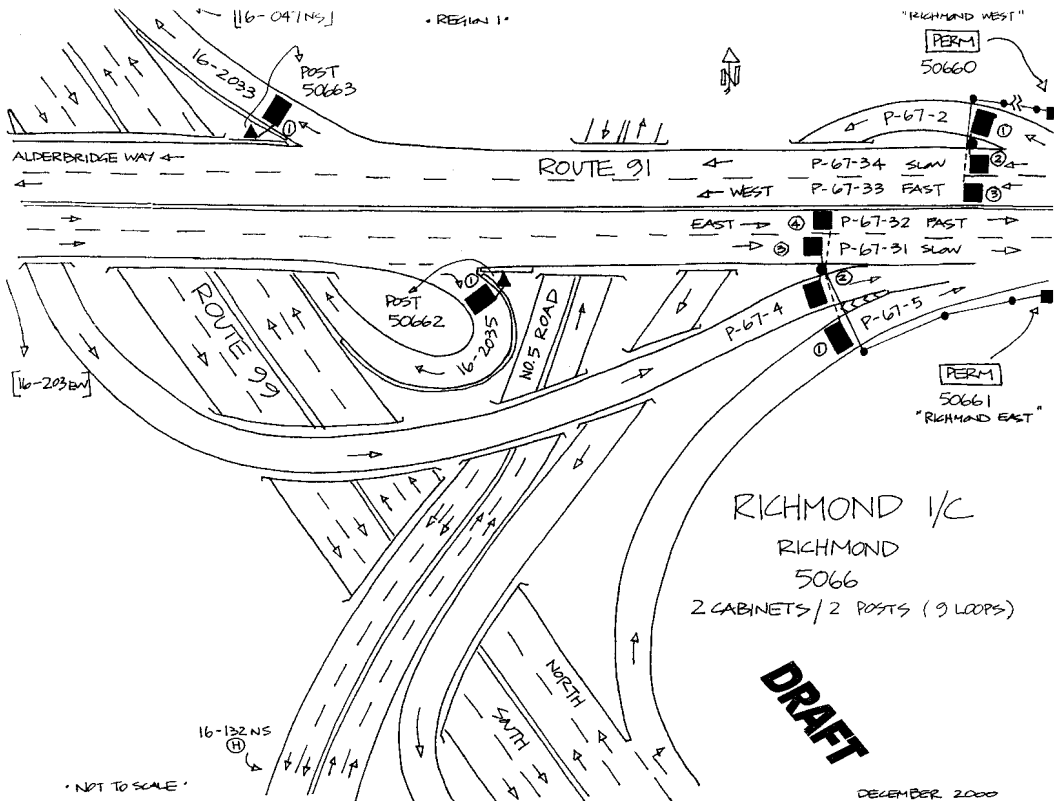 [16-047NS]
• REGION 1 •
"RICHMOND WEST"
PERM
50660
16-2033
POST
50663
1
N
P-67-2
1
ALDERBRIDGE WAY
ROUTE 91
P-67-34 SLOW
2
WEST
P-67-33 FAST
3
EAST
4
P-67-32 FAST
3
P-67-31 SLOW
1
POST
50662
16-2035
2
P-67-4
P-67-5
1
ROUTE 99
NO.5 ROAD
[16-203EW]
PERM
50661
"RICHMOND EAST"
RICHMOND I/C
RICHMOND
5066
2 CABINETS / 2 POSTS (9 LOOPS)
DRAFT
NORTH
SOUTH
16-132NS
H
• NOT TO SCALE •
DECEMBER 2000